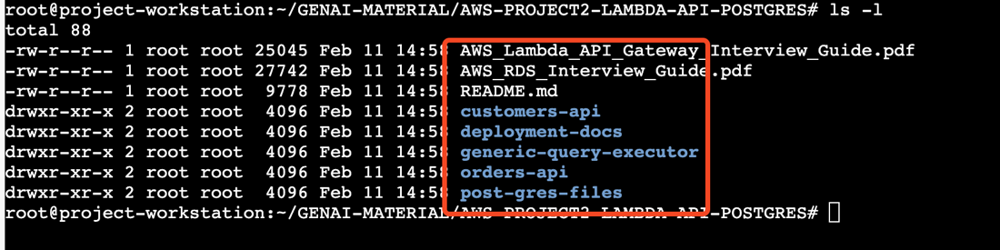 root@project-workstation:~/GENAI-MATERIAL/AWS-PROJECT2-LAMBDA-API-POSTGRES# ls -l
total 88
-rw-r--r-- 1 root root 25045 Feb 11 14:58 AWS_Lambda_API_Gateway_Interview_Guide.pdf
-rw-r--r-- 1 root root 27742 Feb 11 14:58 AWS_RDS_Interview_Guide.pdf
-rw-r--r-- 1 root root  9778 Feb 11 14:58 README.md
drwxr-xr-x 2 root root  4096 Feb 11 14:58 customers-api
drwxr-xr-x 2 root root  4096 Feb 11 14:58 deployment-docs
drwxr-xr-x 2 root root  4096 Feb 11 14:58 generic-query-executor
drwxr-xr-x 2 root root  4096 Feb 11 14:58 orders-api
drwxr-xr-x 2 root root  4096 Feb 11 14:58 post-gres-files
root@project-workstation:~/GENAI-MATERIAL/AWS-PROJECT2-LAMBDA-API-POSTGRES#